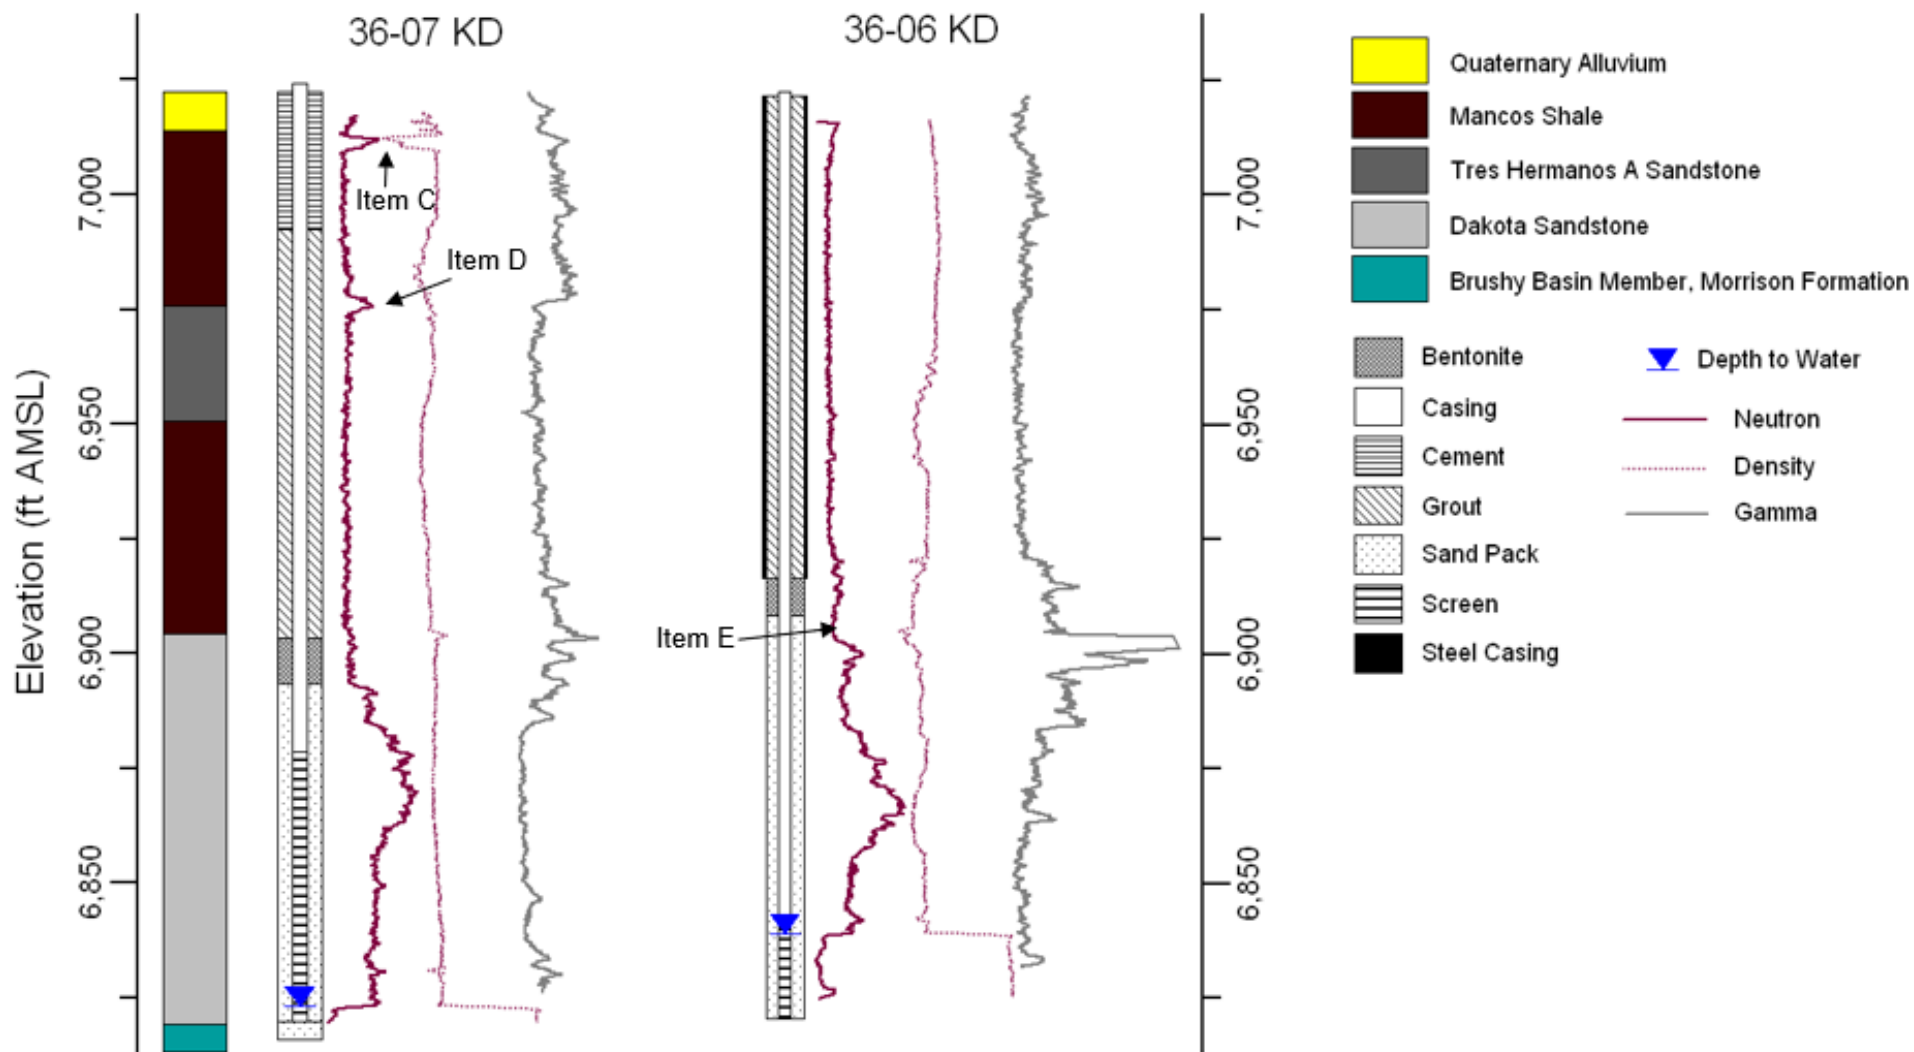 36-07 KD
36-06 KD
Elevation (ft AMSL)
7,000
6,950
6,900
6,850
Item C
Item D
Item E
7,000
6,950
6,900
6,850
Quaternary Alluvium
Mancos Shale
Tres Hermanos A Sandstone
Dakota Sandstone
Brushy Basin Member, Morrison Formation
Bentonite
Casing
Cement
Grout
Sand Pack
Screen
Steel Casing
Depth to Water
Neutron
Density
Gamma